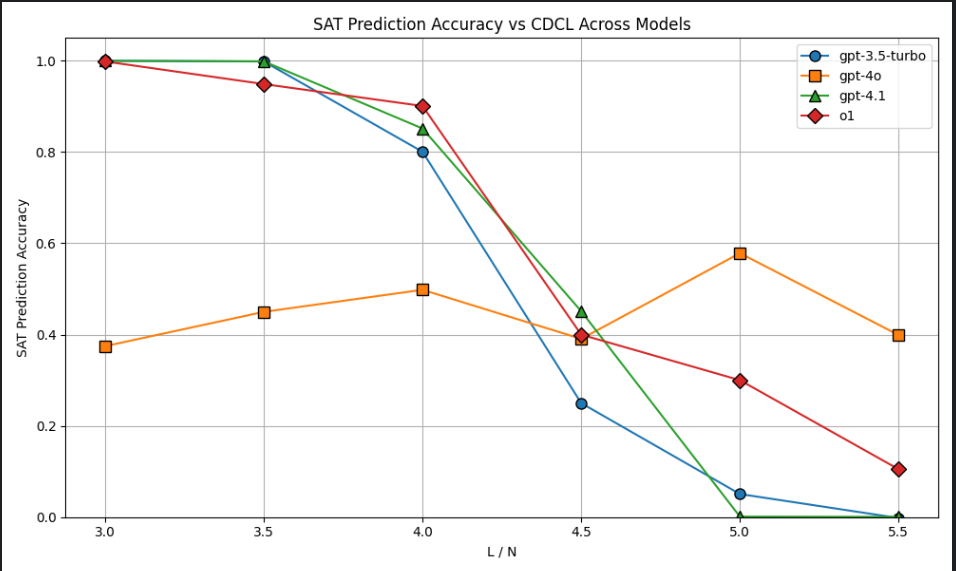 SAT Prediction Accuracy vs CDCL Across Models
gpt-3.5-turbo
gpt-4o
gpt-4.1
o1
SAT Prediction Accuracy
1.0
0.8
0.6
0.4
0.2
0.0
3.0 3.5 4.0 4.5 5.0 5.5
L / N